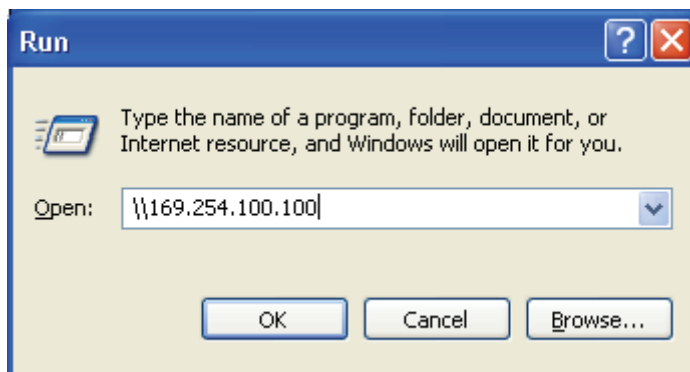 Run
Type the name of a program, folder, document, or
Internet resource, and Windows will open it for you.
Open: \\169.254.100.100
OK Cancel Browse...